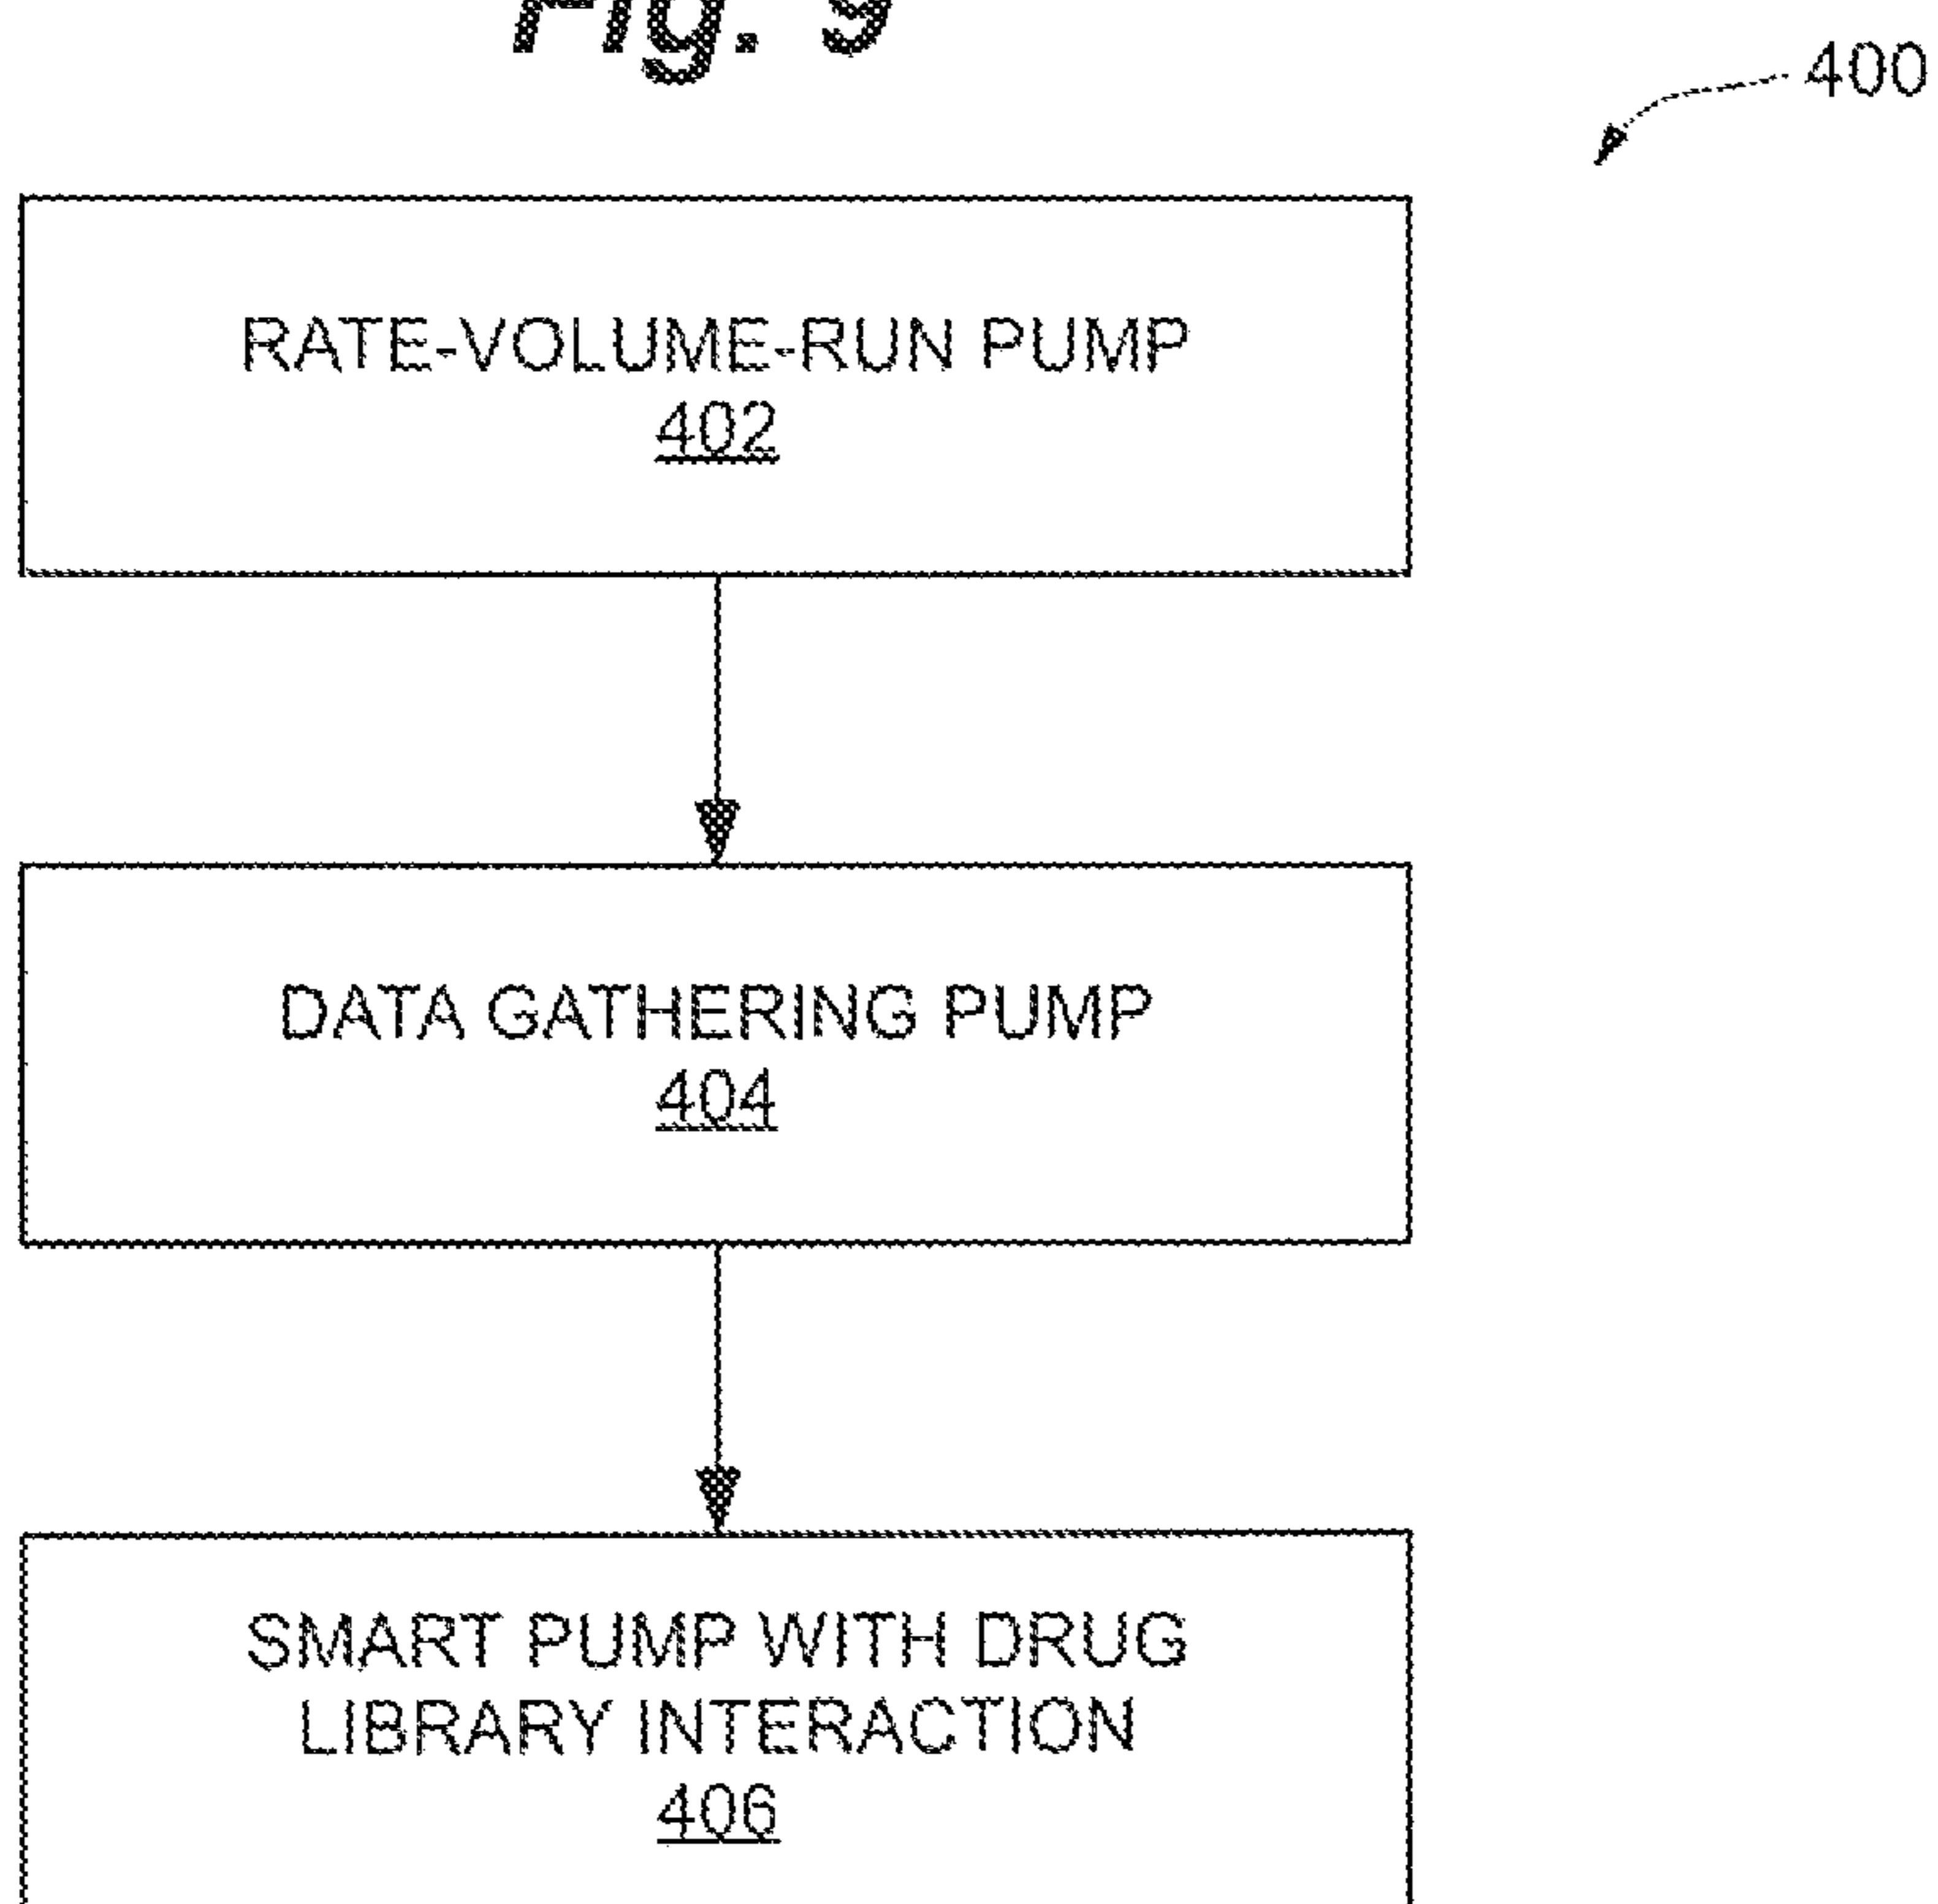 Fig. 9
400
RATE-VOLUME-RUN PUMP
402
DATA GATHERING PUMP
404
SMART PUMP WITH DRUG
LIBRARY INTERACTION
406